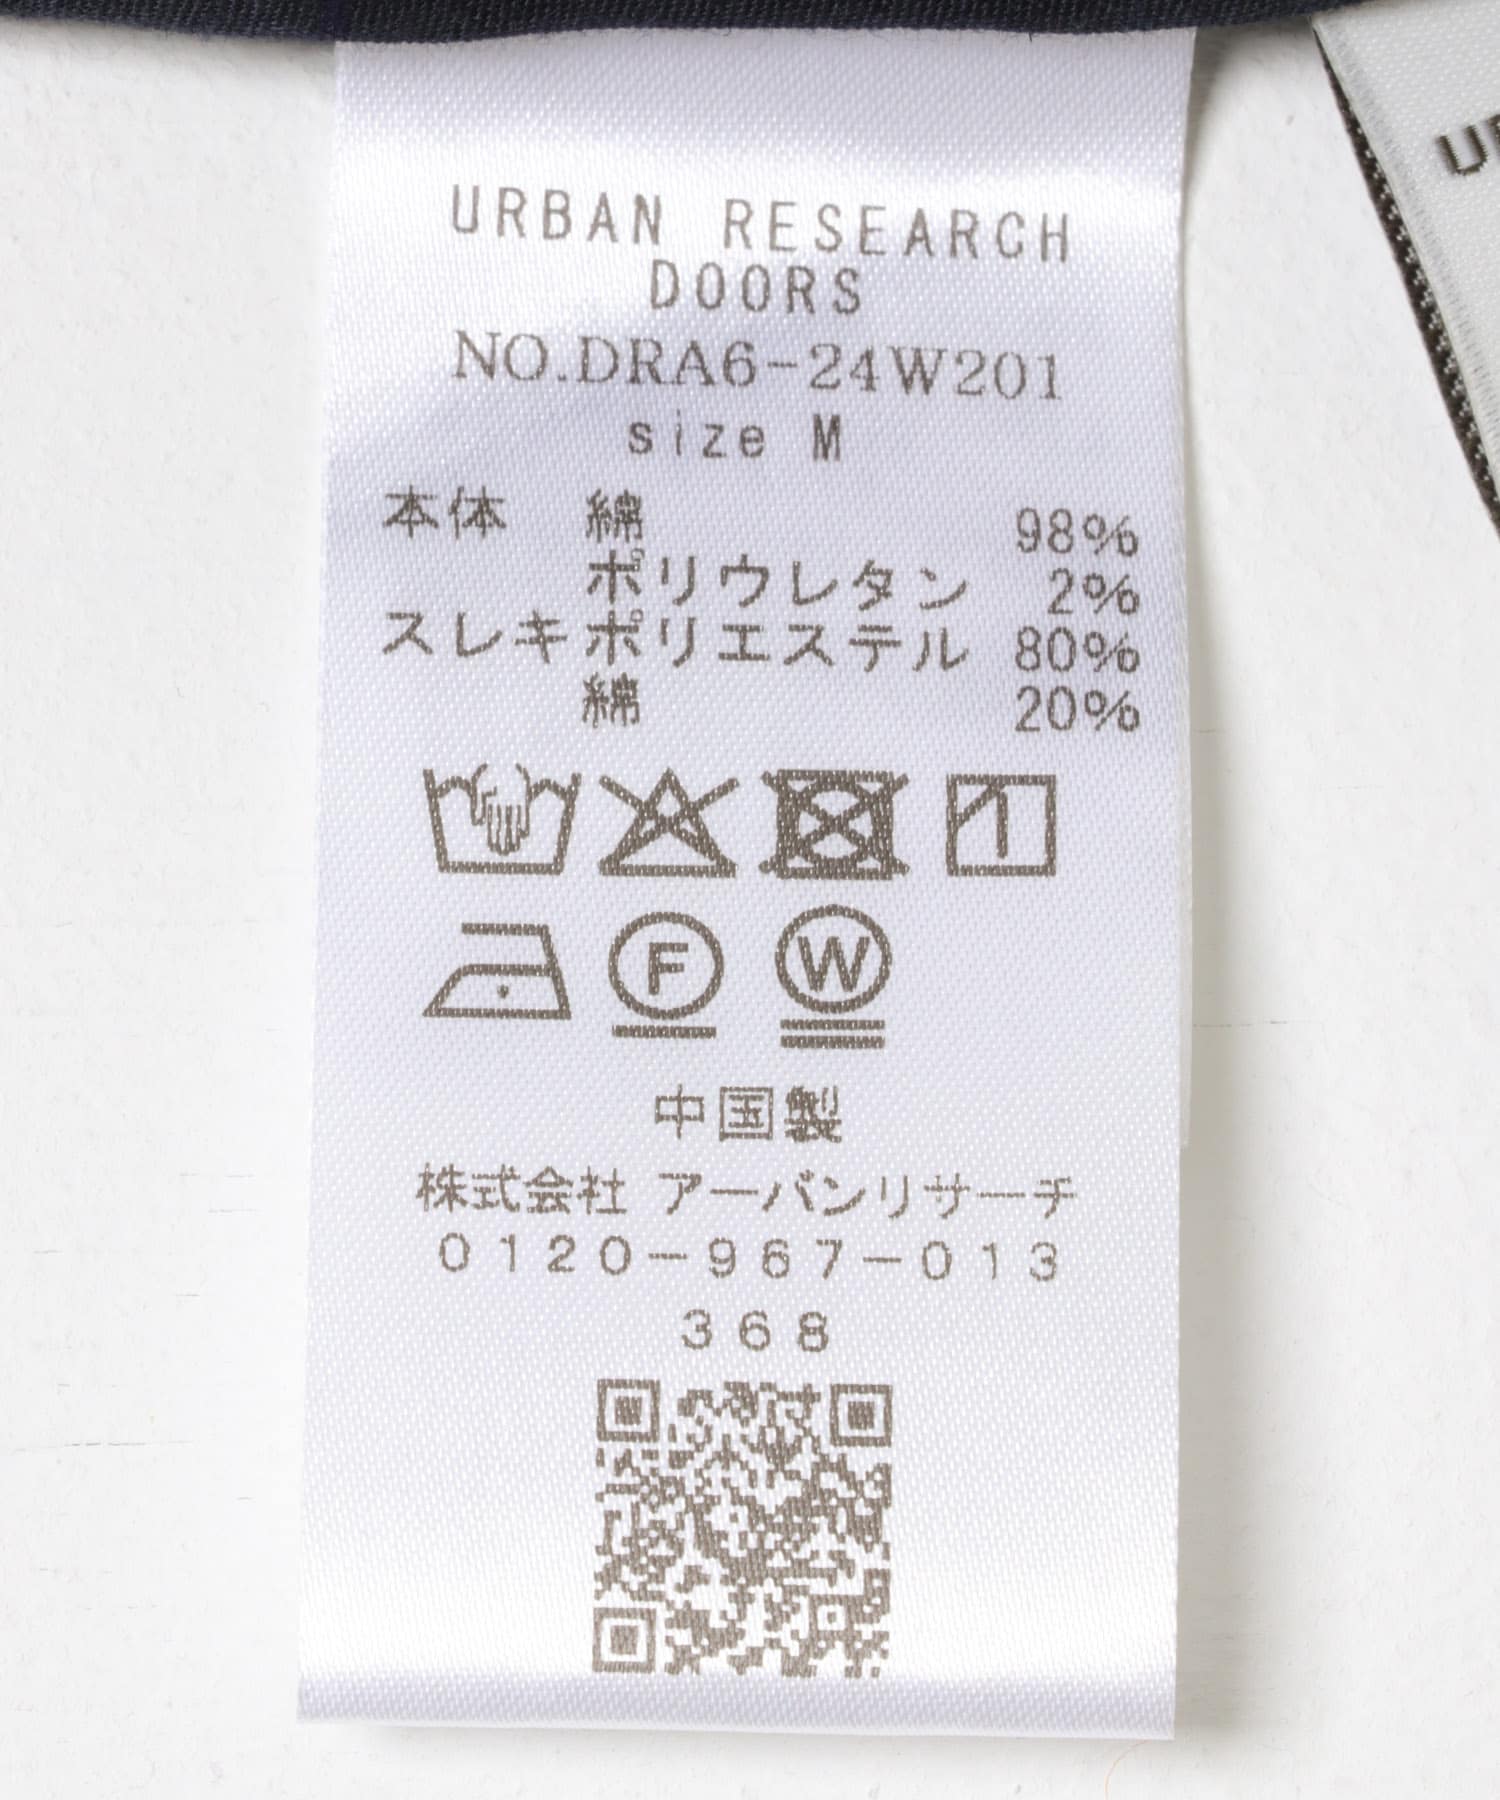 URBAN RESEARCH
DOORS
NO.DRA6-24W201
size M
本体 綿 98%
ポリウレタン 2%
スレキ ポリエステル 80%
綿 20%
F W
中国製
株式会社 アーバンリサーチ
0120-967-013
368